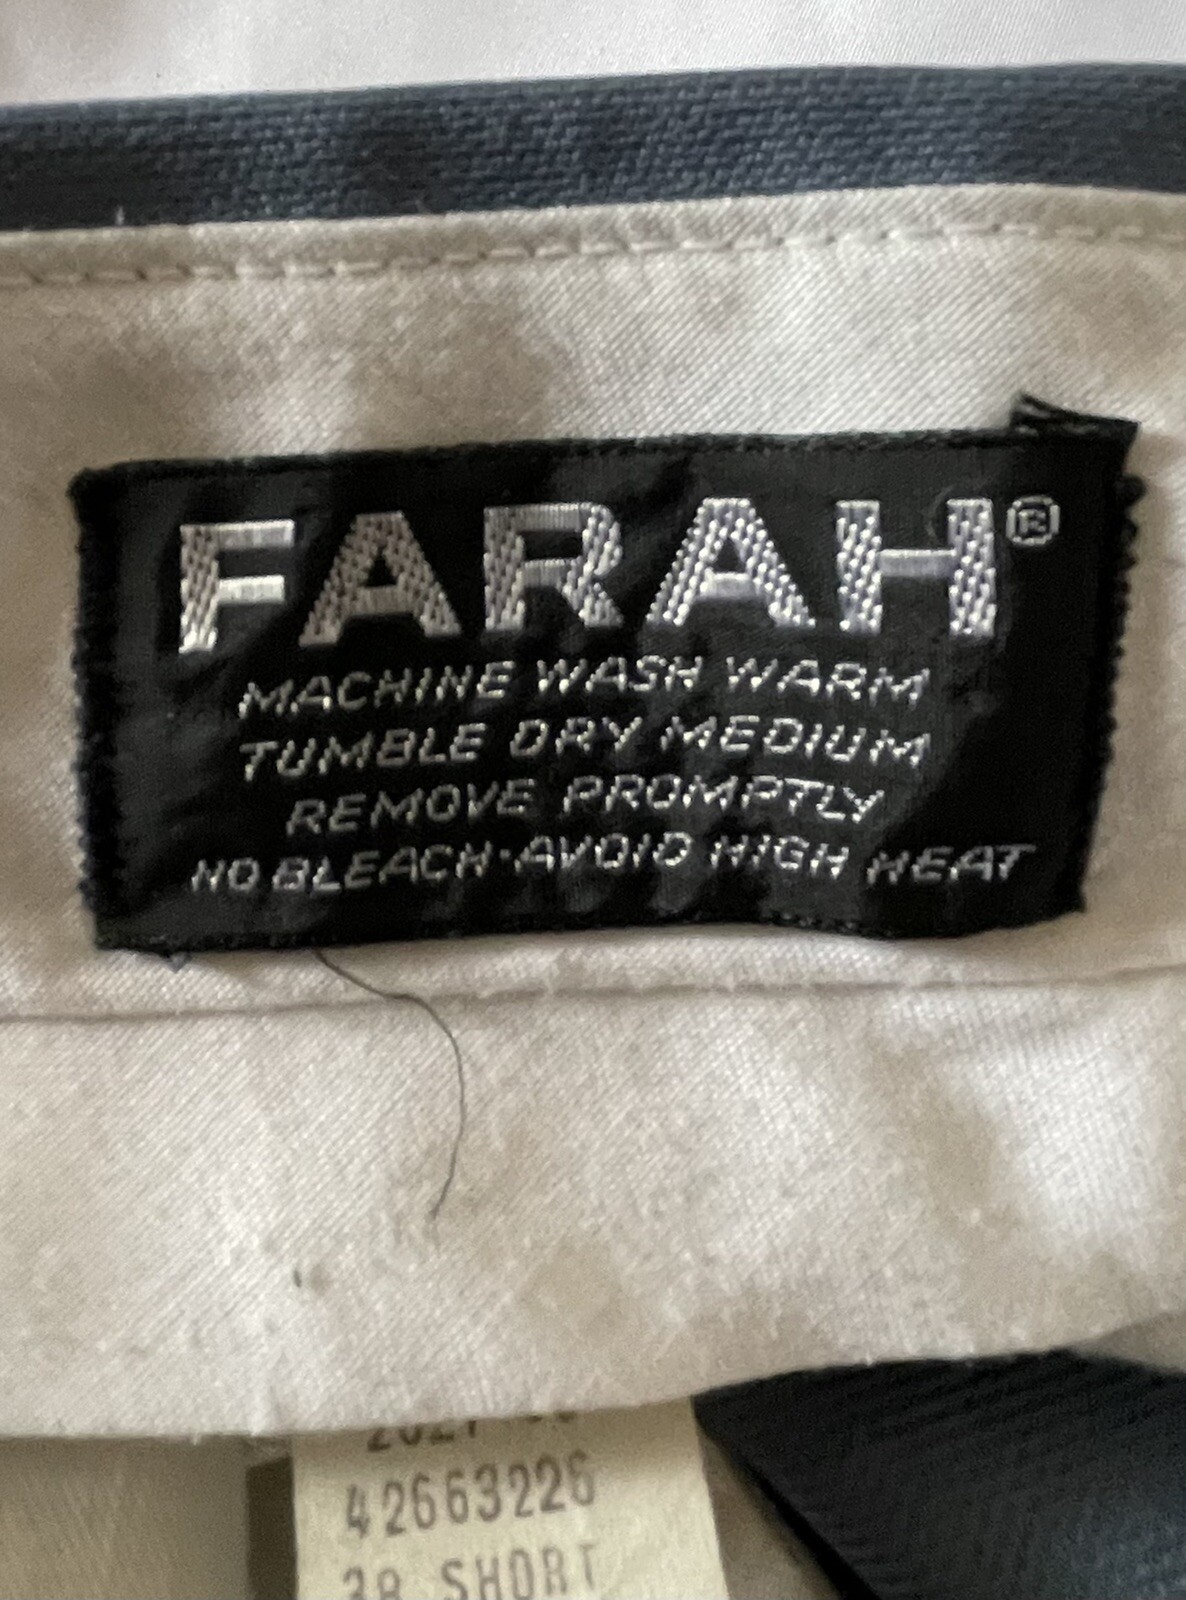 FARAH®
MACHINE WASH WARM
TUMBLE DRY MEDIUM
REMOVE PROMPTLY
NO BLEACH·AVOID HIGH HEAT
42663226
38 SHORT